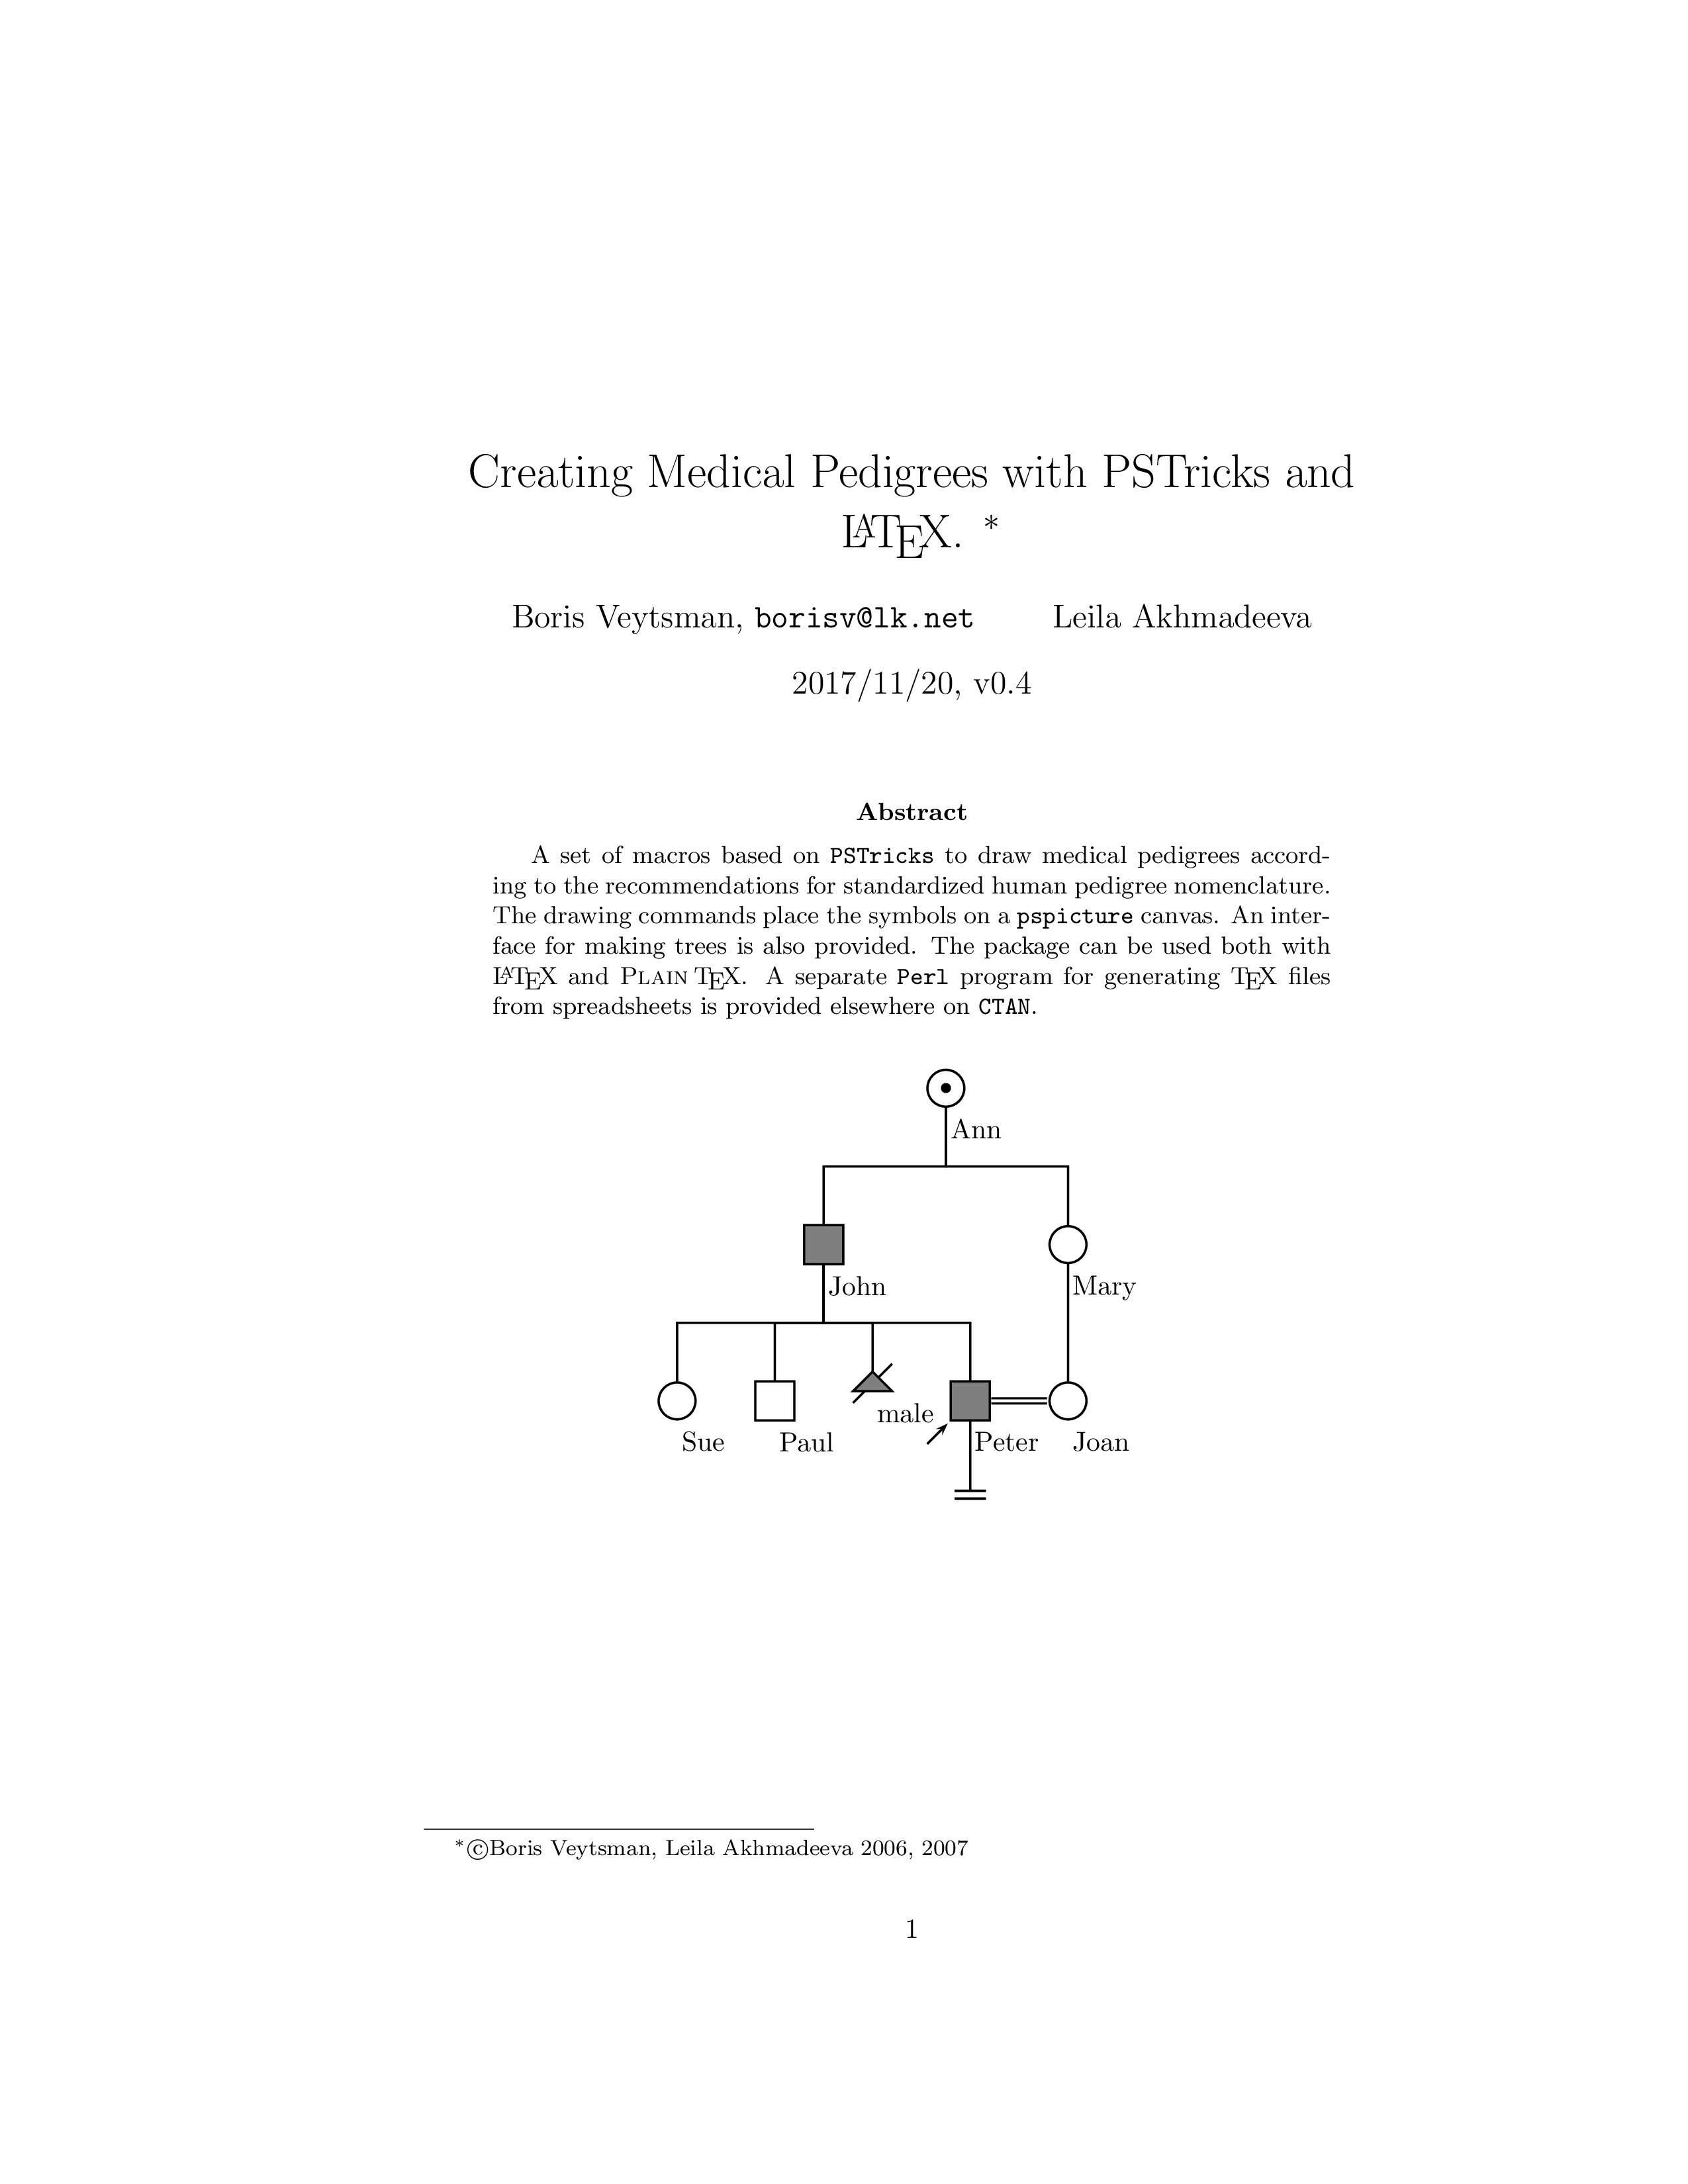 Creating Medical Pedigrees with PSTricks and
LATEX. *
Boris Veytsman, borisv@lk.net Leila Akhmadeeva
2017/11/20, v0.4
Abstract
A set of macros based on PSTricks to draw medical pedigrees accord-
ing to the recommendations for standardized human pedigree nomenclature.
The drawing commands place the symbols on a pspicture canvas. An inter-
face for making trees is also provided. The package can be used both with
LATEX and PLAIN TEX. A separate Perl program for generating TEX files
from spreadsheets is provided elsewhere on CTAN.
Ann
John Mary
male
Sue Paul Peter Joan
*©Boris Veytsman, Leila Akhmadeeva 2006, 2007
1